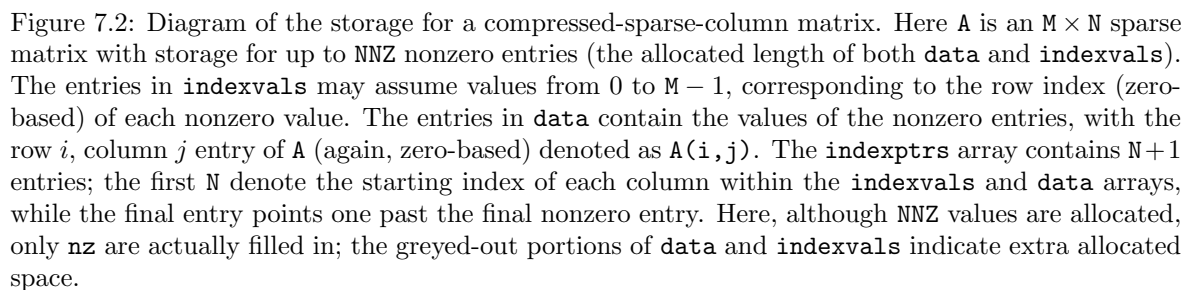 Figure 7.2: Diagram of the storage for a compressed-sparse-column matrix. Here A is an M × N sparse
matrix with storage for up to NNZ nonzero entries (the allocated length of both data and indexvals).
The entries in indexvals may assume values from 0 to M − 1, corresponding to the row index (zero-
based) of each nonzero value. The entries in data contain the values of the nonzero entries, with the
row i, column j entry of A (again, zero-based) denoted as A(i,j). The indexptrs array contains N+1
entries; the first N denote the starting index of each column within the indexvals and data arrays,
while the final entry points one past the final nonzero entry. Here, although NNZ values are allocated,
only nz are actually filled in; the greyed-out portions of data and indexvals indicate extra allocated
space.